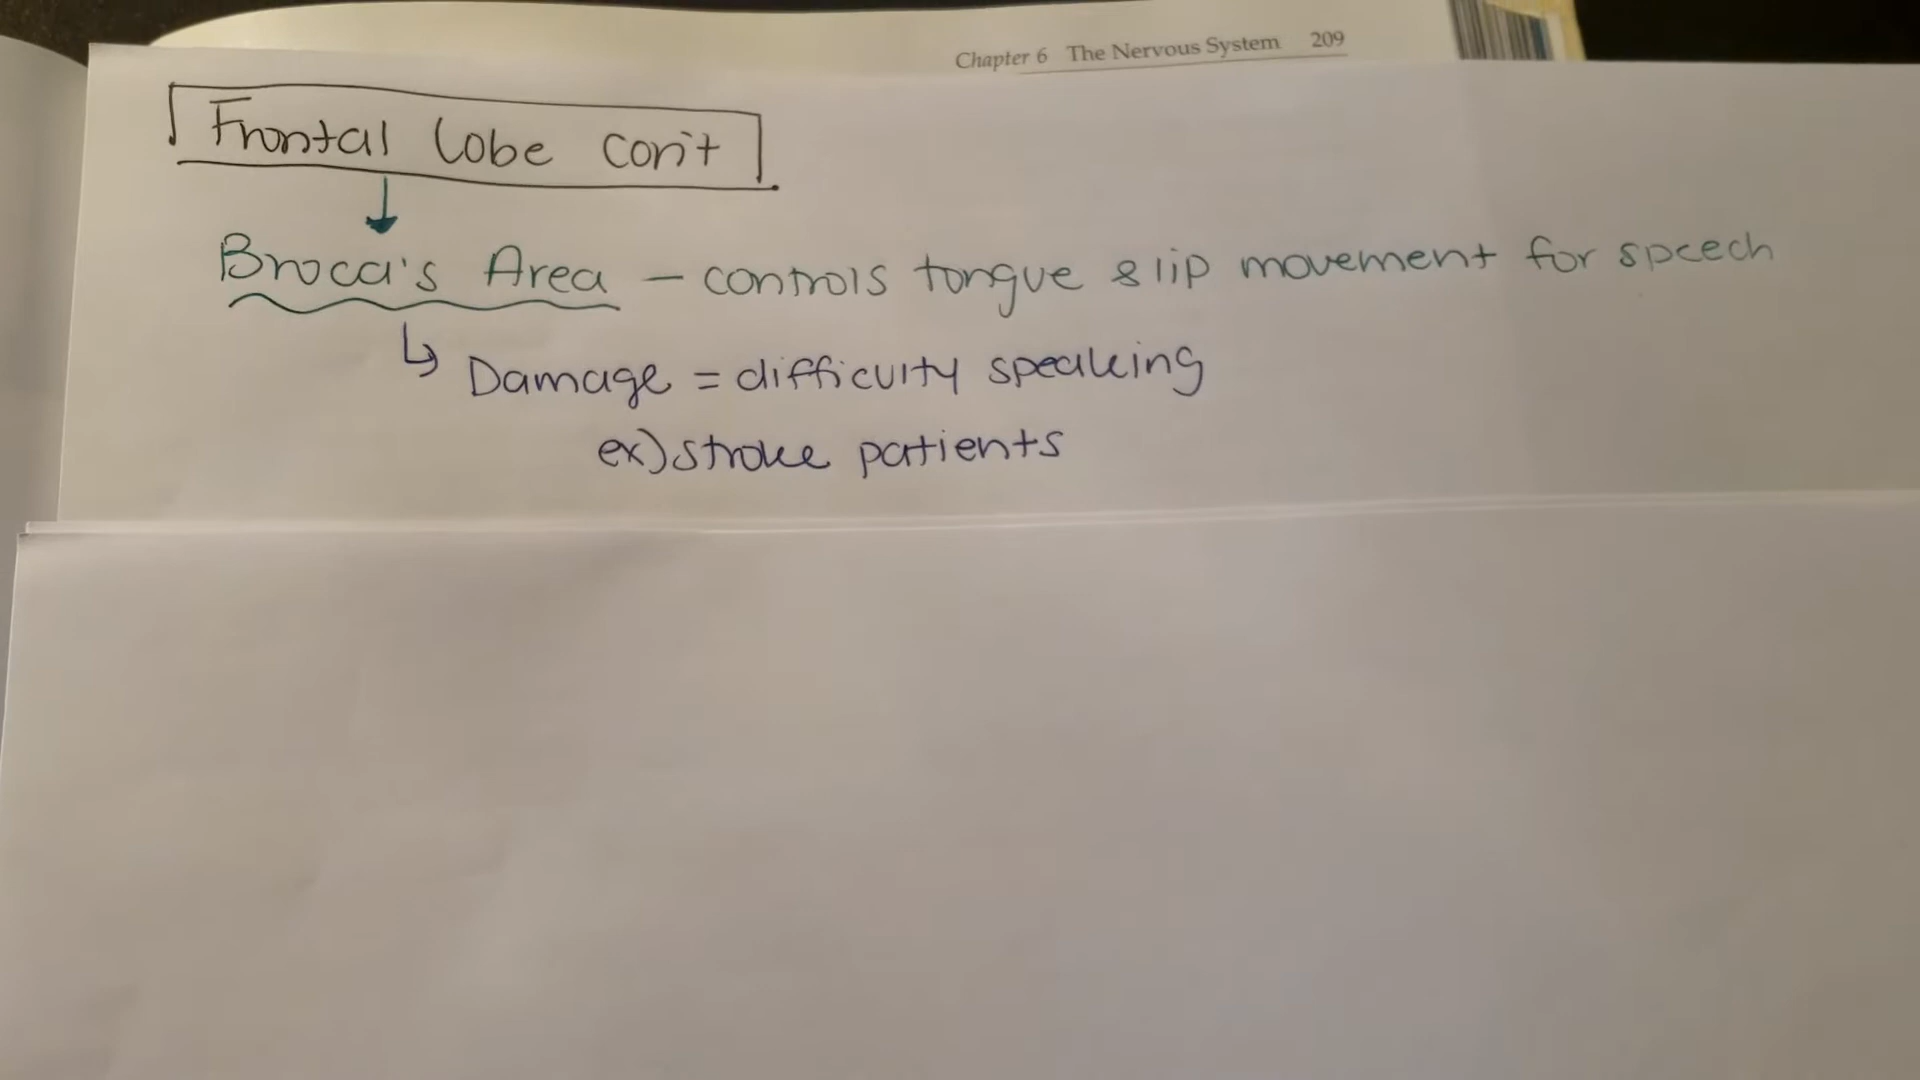 Chapter 6 The Nervous System 209
Frontal lobe con't
Broca's Area — controls tongue & lip movement for speech
↳ Damage = difficulty speaking
ex) stroke patients